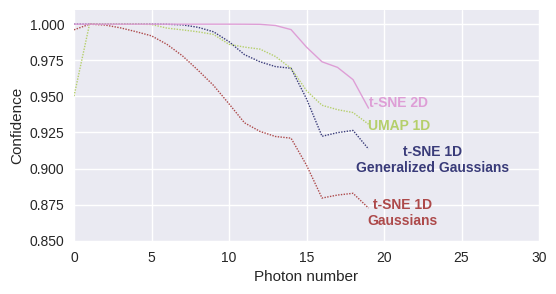 1.000
0.975
0.950
0.925
0.900
0.875
0.850
Confidence
t-SNE 2D
UMAP 1D
t-SNE 1D
Generalized Gaussians
t-SNE 1D
Gaussians
0 5 10 15 20 25 30
Photon number